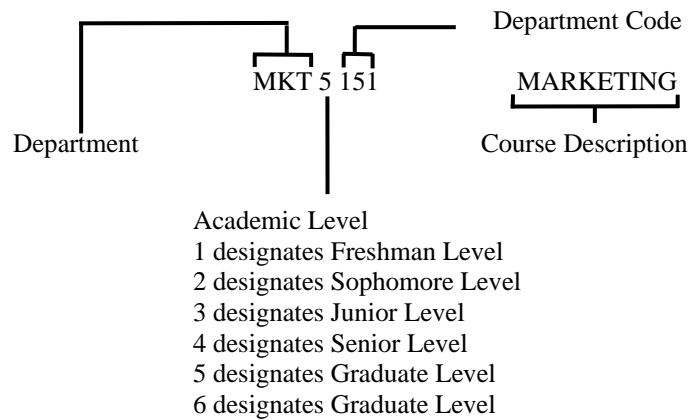 Department Code
MKT 5 151 MARKETING
Department Course Description
Academic Level
1 designates Freshman Level
2 designates Sophomore Level
3 designates Junior Level
4 designates Senior Level
5 designates Graduate Level
6 designates Graduate Level